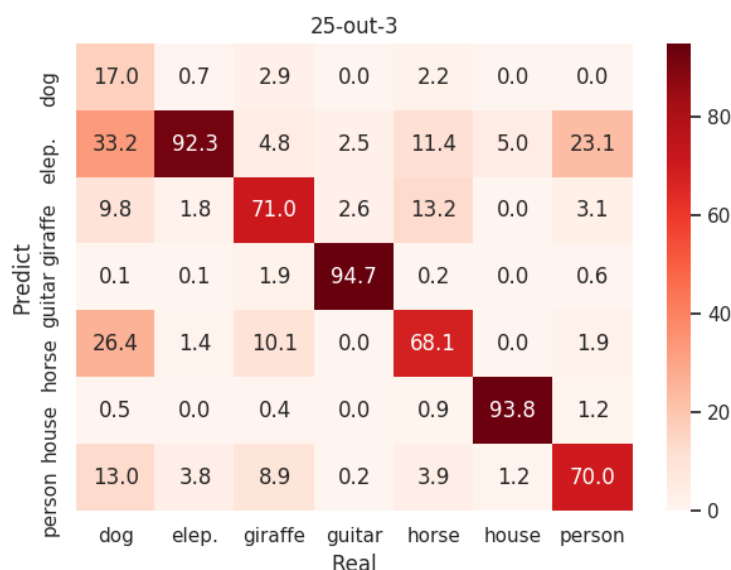 25-out-3
dog 17.0 0.7 2.9 0.0 2.2 0.0 0.0
elep. 33.2 92.3 4.8 2.5 11.4 5.0 23.1
giraffe 9.8 1.8 71.0 2.6 13.2 0.0 3.1
guitar 0.1 0.1 1.9 94.7 0.2 0.0 0.6
horse 26.4 1.4 10.1 0.0 68.1 0.0 1.9
house 0.5 0.0 0.4 0.0 0.9 93.8 1.2
person 13.0 3.8 8.9 0.2 3.9 1.2 70.0
dog elep. giraffe guitar horse house person
Real
Predict
80
60
40
20
0